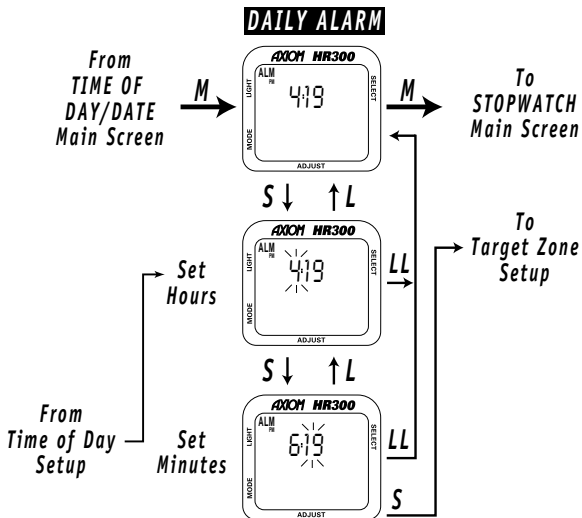 DAILY ALARM
From
TIME OF
DAY/DATE
Main Screen
M
AXIOM HR300
ALM
PM
4:19
LIGHT
MODE
SELECT
ADJUST
M
To
STOPWATCH
Main Screen
S
L
Set
Hours
AXIOM HR300
ALM
PM
4:19
LIGHT
MODE
SELECT
ADJUST
LL
To
Target Zone
Setup
S
L
From
Time of Day
Setup
Set
Minutes
AXIOM HR300
ALM
PM
6:19
LIGHT
MODE
SELECT
ADJUST
LL
S